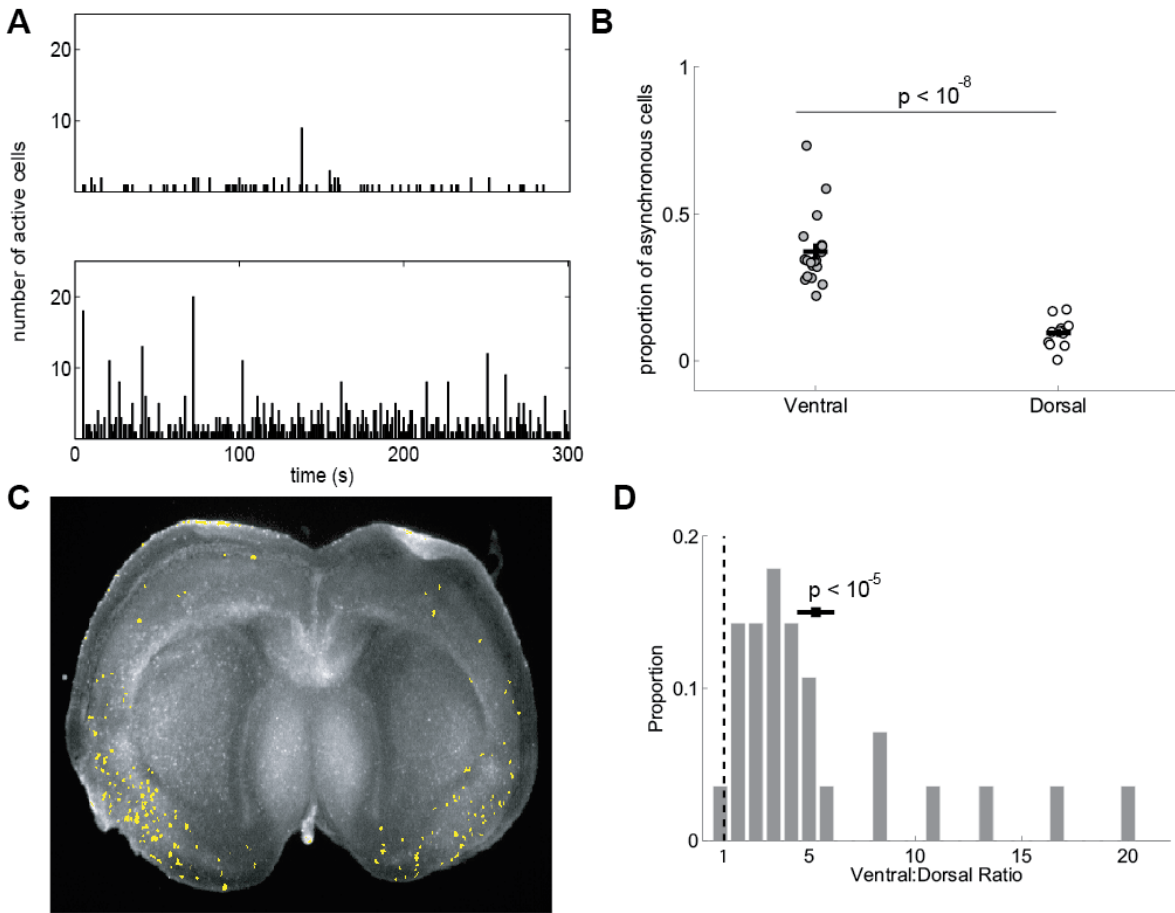 A
20
10
number of active cells
20
10
0
100
200
300
time (s)
B
1
p < 10-8
0.5
0
proportion of asynchronous cells
Ventral
Dorsal
C
D
0.2
p < 10-5
0.1
0
Proportion
1
5
10
15
20
Ventral:Dorsal Ratio